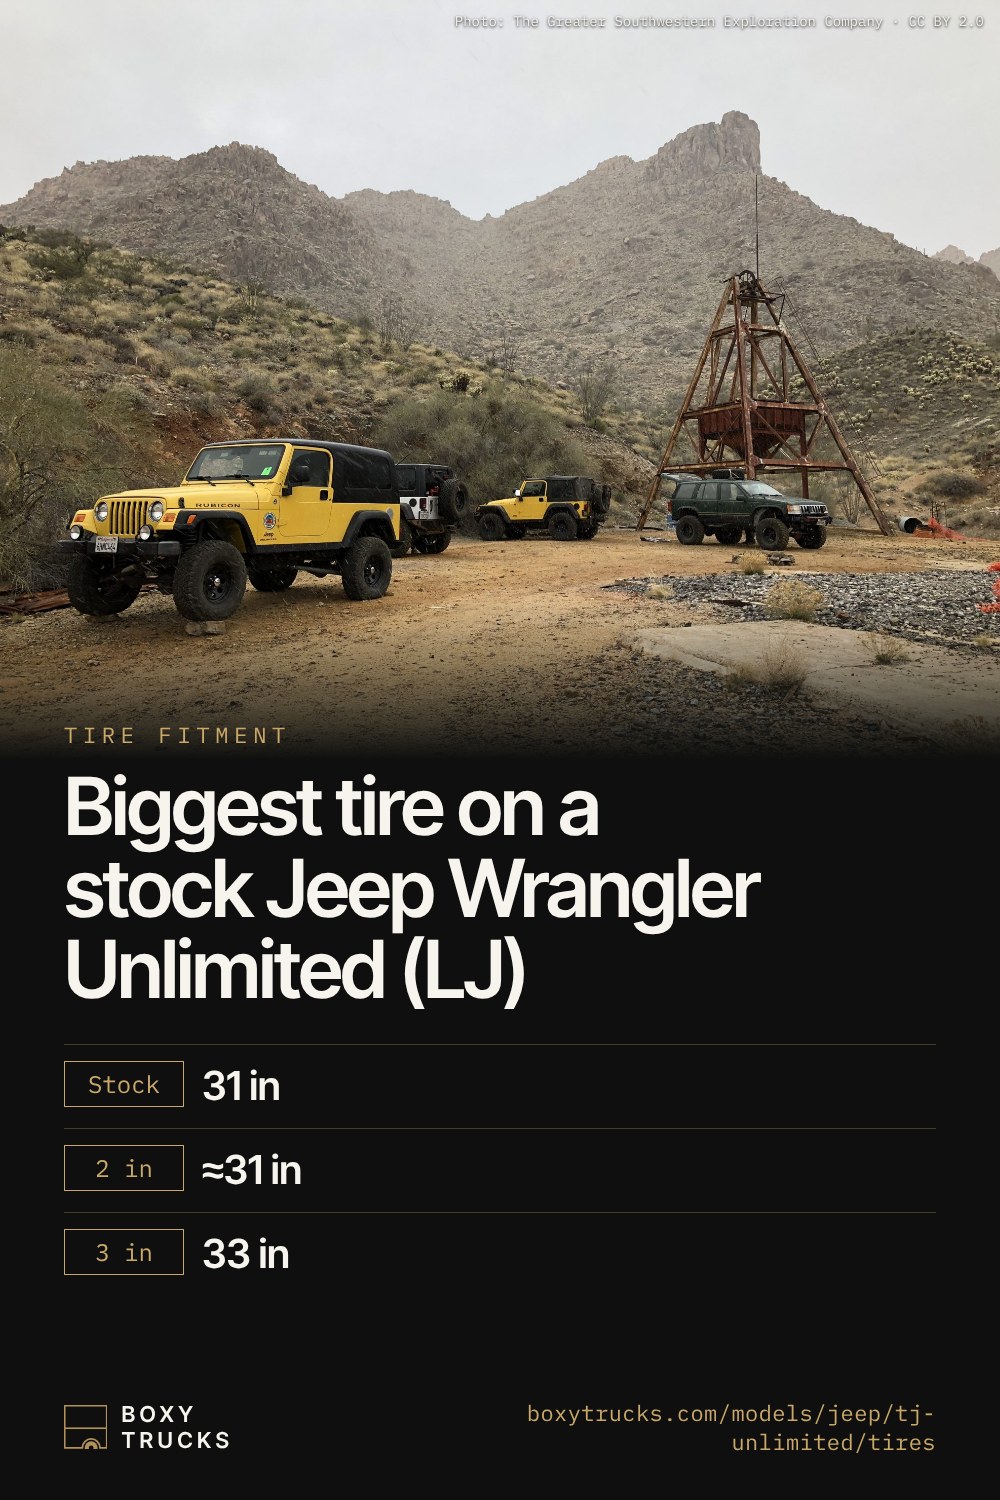 Photo: The Greater Southwestern Exploration Company · CC BY 2.0
RUBICON
TIRE FITMENT
Biggest tire on a
stock Jeep Wrangler
Unlimited (LJ)
Stock 31 in
2 in ≈31 in
3 in 33 in
BOXY
TRUCKS
boxytrucks.com/models/jeep/tj-
unlimited/tires